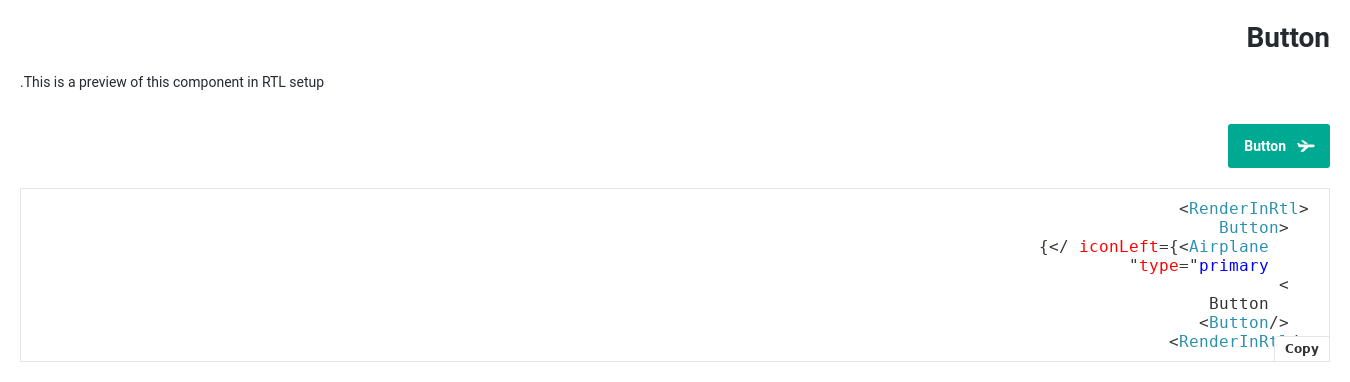 Button
.This is a preview of this component in RTL setup
Button
<RenderInRtl>
Button>
{</ iconLeft={<Airplane
"type="primary
<
Button
<Button/>
<RenderInRt
Copy